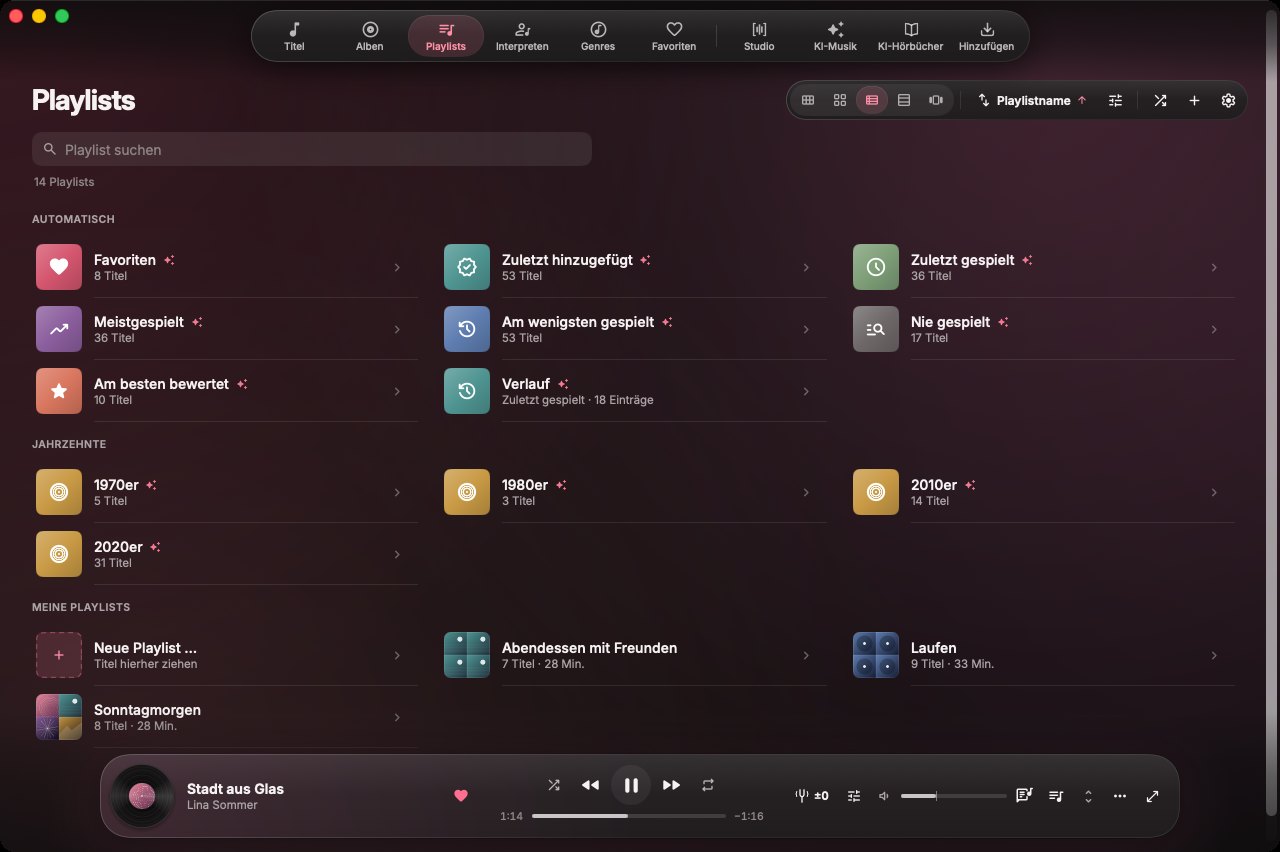 Titel
Alben
Playlists
Interpreten
Genres
Favoriten
Studio
KI-Musik
KI-Hörbücher
Hinzufügen
Playlists
Playlistname
Playlist suchen
14 Playlists
AUTOMATISCH
Favoriten
8 Titel
Zuletzt hinzugefügt
53 Titel
Zuletzt gespielt
36 Titel
Meistgespielt
36 Titel
Am wenigsten gespielt
53 Titel
Nie gespielt
17 Titel
Am besten bewertet
10 Titel
Verlauf
Zuletzt gespielt · 18 Einträge
JAHRZEHNTE
1970er
5 Titel
1980er
3 Titel
2010er
14 Titel
2020er
31 Titel
MEINE PLAYLISTS
Neue Playlist ...
Titel hierher ziehen
Abendessen mit Freunden
7 Titel · 28 Min.
Laufen
9 Titel · 33 Min.
Sonntagmorgen
8 Titel · 28 Min.
Stadt aus Glas
Lina Sommer
1:14
−1:16
±0